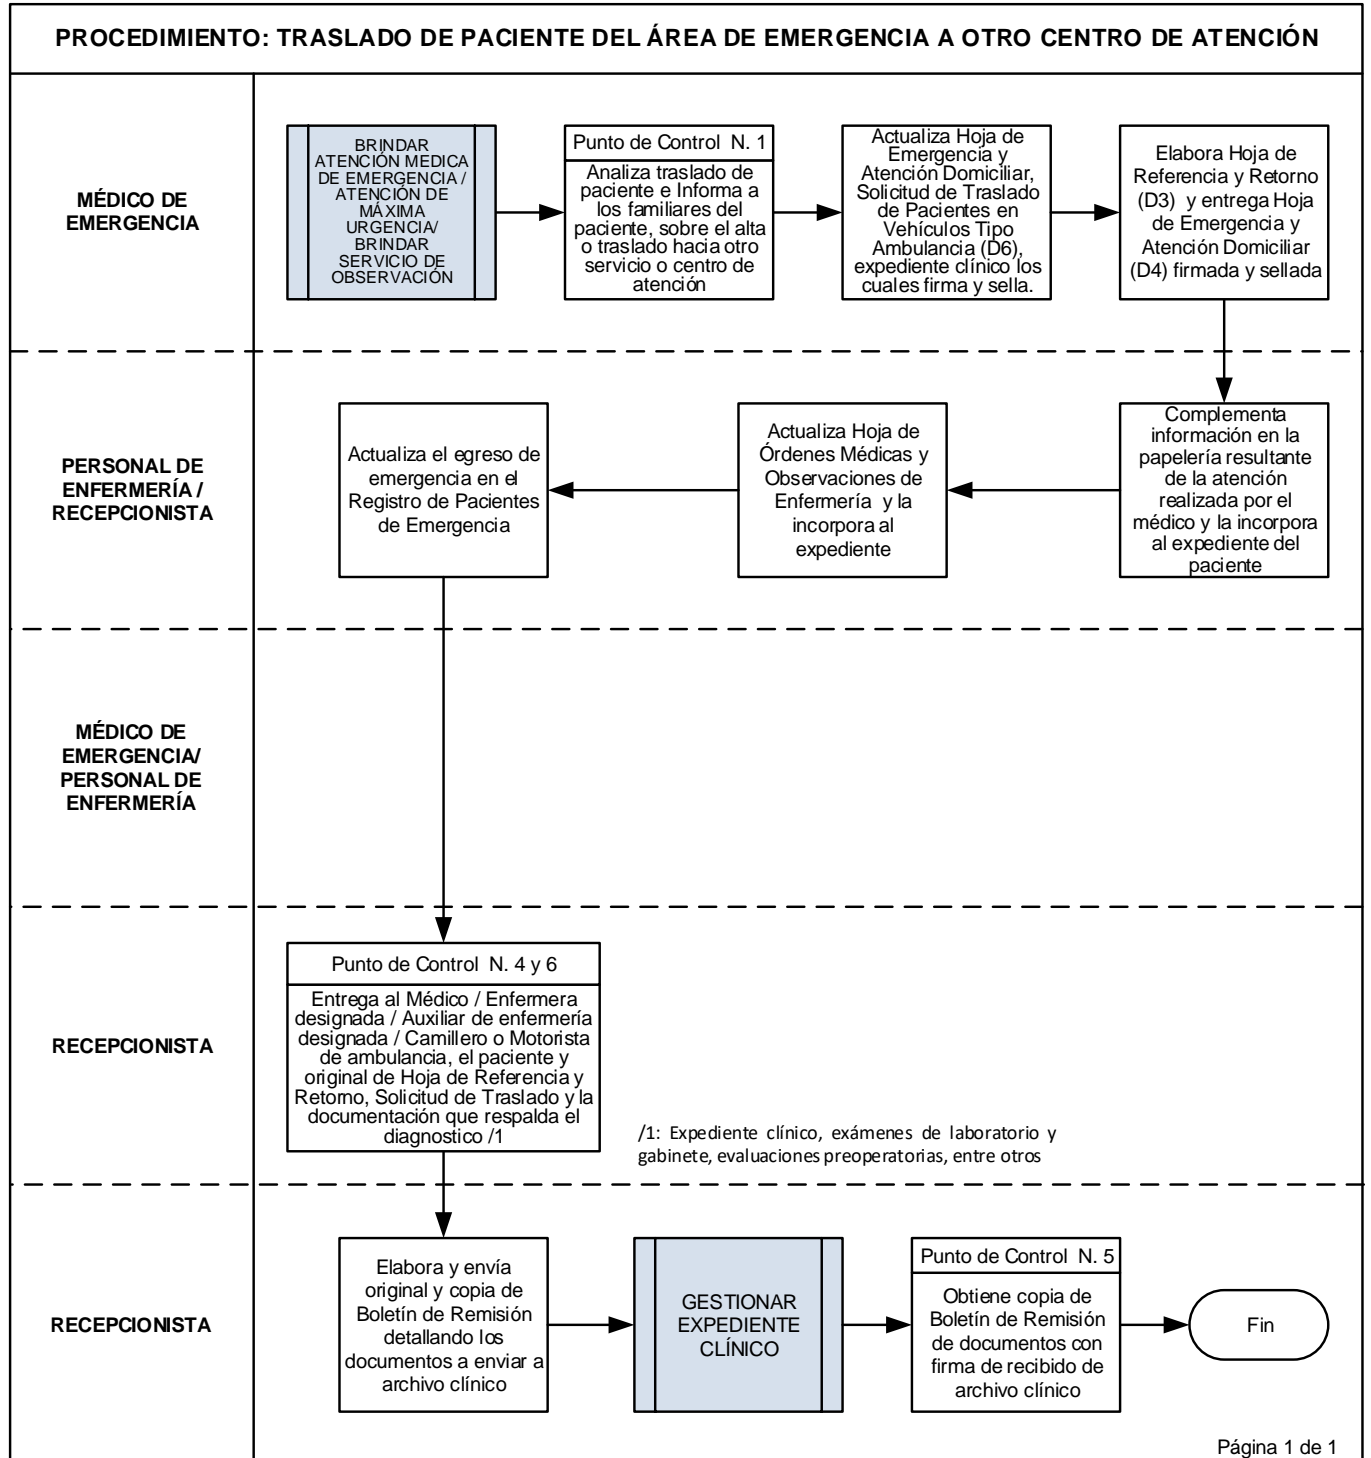 PROCEDIMIENTO: TRASLADO DE PACIENTE DEL ÁREA DE EMERGENCIA A OTRO CENTRO DE ATENCIÓN
MÉDICO DE
EMERGENCIA
BRINDAR
ATENCIÓN MEDICA
DE EMERGENCIA /
ATENCIÓN DE
MÁXIMA
URGENCIA/
BRINDAR
SERVICIO DE
OBSERVACIÓN
Punto de Control N. 1
Analiza traslado de
paciente e Informa a
los familiares del
paciente, sobre el alta
o traslado hacia otro
servicio o centro de
atención
Actualiza Hoja de
Emergencia y
Atención Domiciliar,
Solicitud de Traslado
de Pacientes en
Vehículos Tipo
Ambulancia (D6),
expediente clínico los
cuales firma y sella.
Elabora Hoja de
Referencia y Retorno
(D3) y entrega Hoja
de Emergencia y
Atención Domiciliar
(D4) firmada y sellada
PERSONAL DE
ENFERMERÍA /
RECEPCIONISTA
Actualiza el egreso de
emergencia en el
Registro de Pacientes
de Emergencia
Actualiza Hoja de
Órdenes Médicas y
Observaciones de
Enfermería y la
incorpora al
expediente
Complementa
información en la
papelería resultante
de la atención
realizada por el
médico y la incorpora
al expediente del
paciente
MÉDICO DE
EMERGENCIA/
PERSONAL DE
ENFERMERÍA
RECEPCIONISTA
Punto de Control N. 4 y 6
Entrega al Médico / Enfermera
designada / Auxiliar de enfermería
designada / Camillero o Motorista
de ambulancia, el paciente y
original de Hoja de Referencia y
Retorno, Solicitud de Traslado y la
documentación que respalda el
diagnostico /1
/1: Expediente clínico, exámenes de laboratorio y
gabinete, evaluaciones preoperatorias, entre otros
RECEPCIONISTA
Elabora y envía
original y copia de
Boletín de Remisión
detallando los
documentos a enviar a
archivo clínico
GESTIONAR
EXPEDIENTE
CLÍNICO
Punto de Control N. 5
Obtiene copia de
Boletín de Remisión
de documentos con
firma de recibido de
archivo clínico
Fin
Página 1 de 1